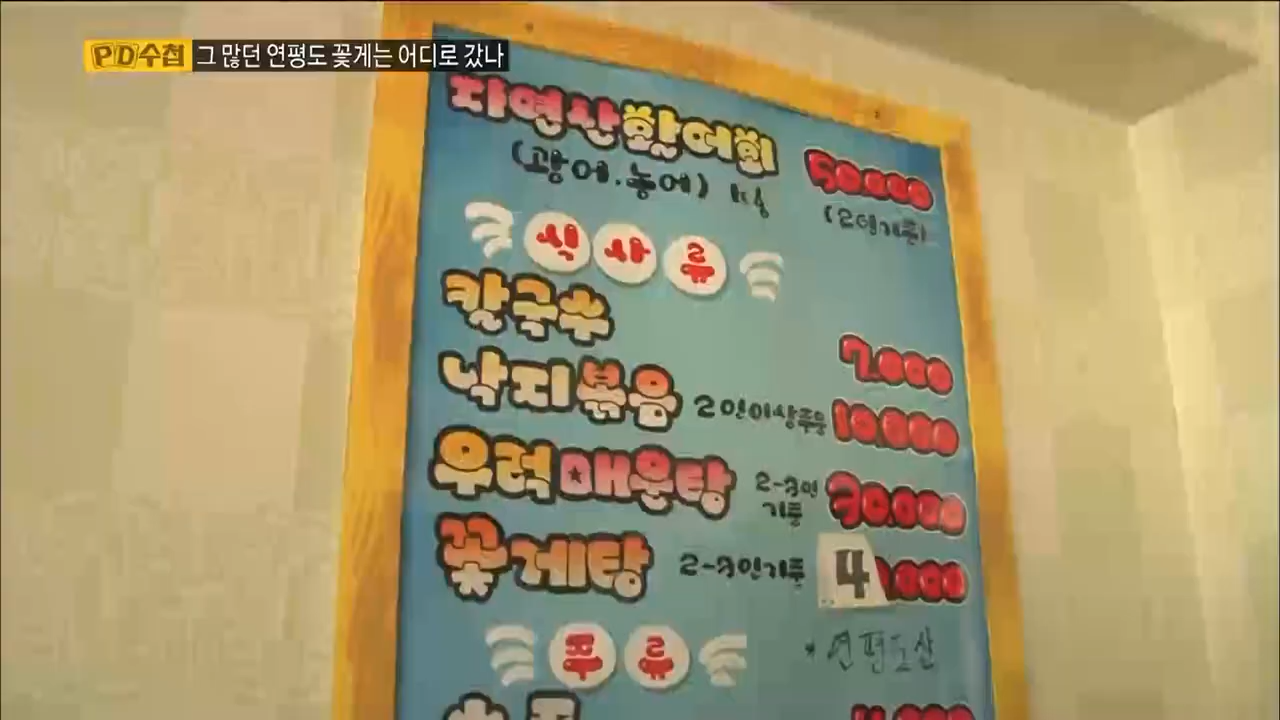 PD수첩 그 많던 연평도 꽃게는 어디로 갔나
자연산활어회 50,000
(광어.농어) kg (2인기준)
식사류
칼국수 7.000
낙지볶음 2인이상주문 10,000
우럭매운탕 2-3인기준 30.000
꽃게탕 2-3인기준 4 ,000
*연평도산
주류